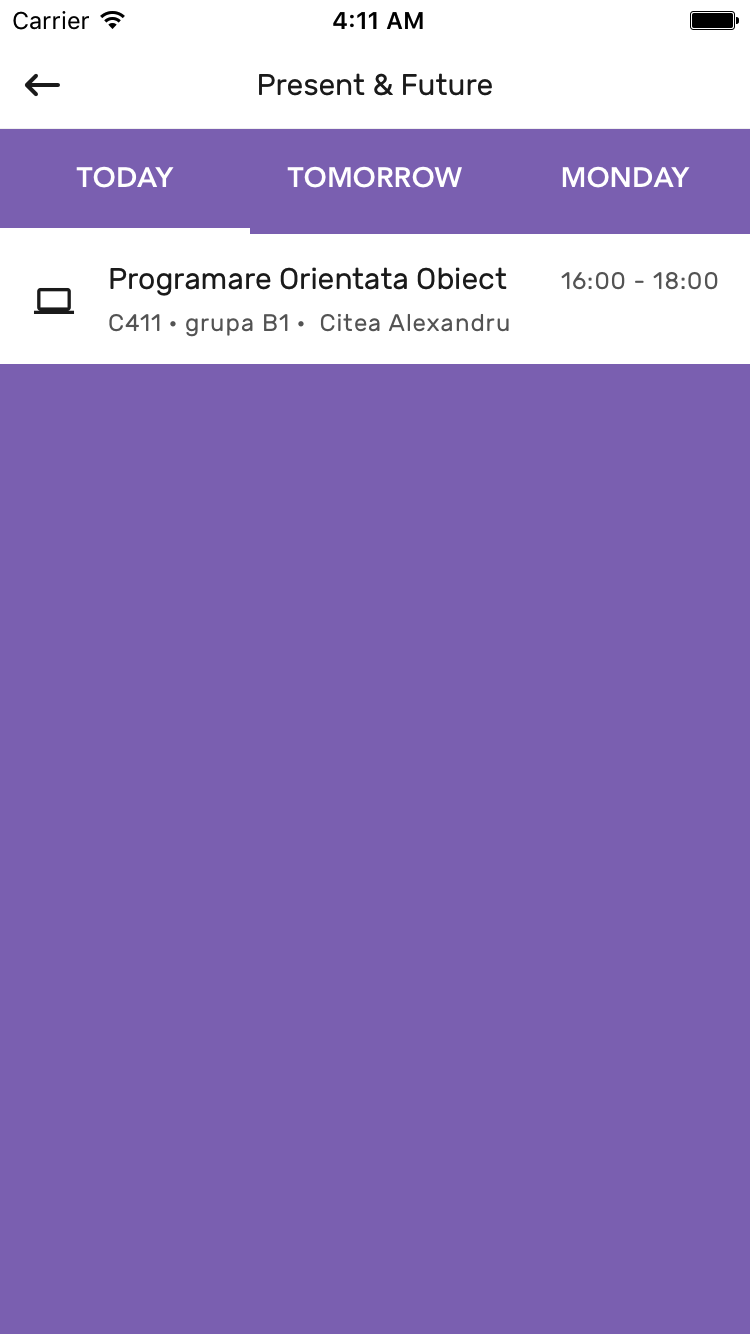 Carrier 4:11 AM
Present & Future
TODAY TOMORROW MONDAY
Programare Orientata Obiect 16:00 - 18:00
C411 • grupa B1 • Citea Alexandru